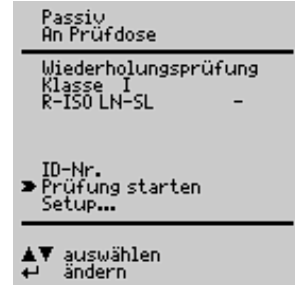 Passiv
An Prüfdose
Wiederholungsprüfung
Klasse I
R-ISO LN-SL -
ID-Nr.
Prüfung starten
Setup...
▲▼ auswählen
↵ ändern